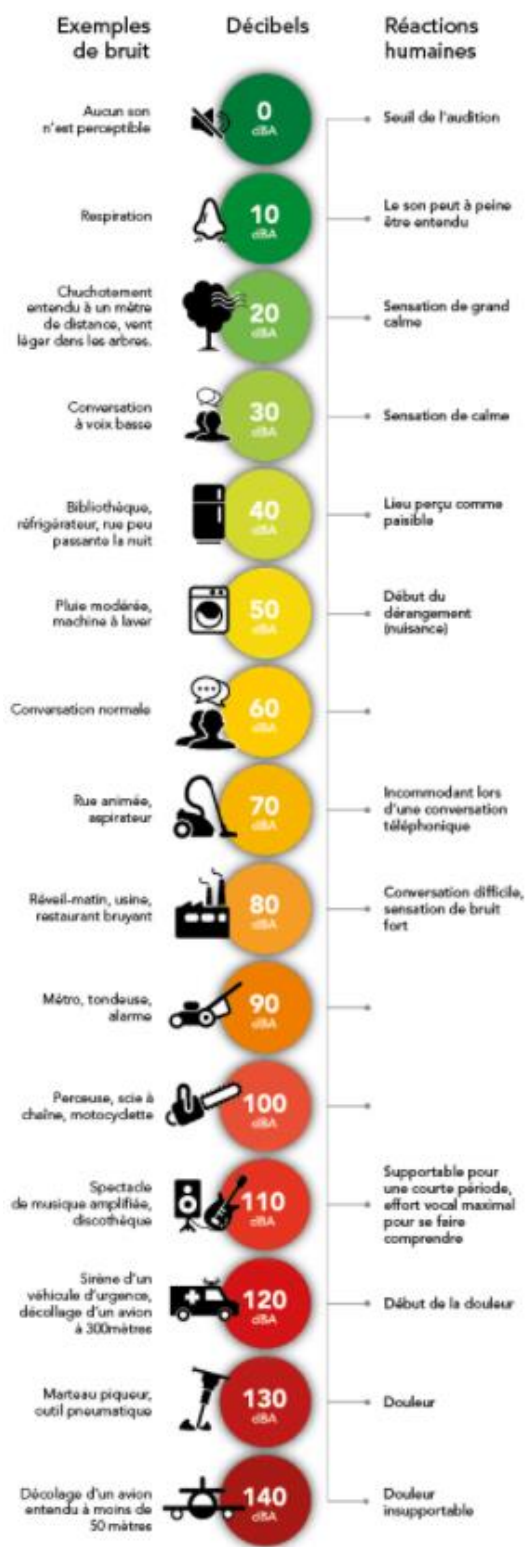 Exemples
de bruit
Décibels
Réactions
humaines
Aucun son
n'est perceptible
0
dBA
Seuil de l'audition
Respiration
10
dBA
Le son peut à peine
être entendu
Chuchotement
entendu à un mètre
de distance, vent
léger dans les arbres.
20
dBA
Sensation de grand
calme
Conversation
à voix basse
30
dBA
Sensation de calme
Bibliothèque,
réfrigérateur, rue peu
passante la nuit
40
dBA
Lieu perçu comme
paisible
Pluie modérée,
machine à laver
50
dBA
Début du
dérangement
(nuisance)
Conversation normale
60
dBA
Rue animée,
aspirateur
70
dBA
Incommodant lors
d'une conversation
téléphonique
Réveil-matin, usine,
restaurant bruyant
80
dBA
Conversation difficile,
sensation de bruit
fort
Métro, tondeuse,
alarme
90
dBA
Perceuse, scie à
chaîne, motocyclette
100
dBA
Spectacle
de musique amplifiée,
discothèque
110
dBA
Supportable pour
une courte période,
effort vocal maximal
pour se faire
comprendre
Sirène d'un
véhicule d'urgence,
décollage d'un avion
à 300mètres
120
dBA
Début de la douleur
Marteau piqueur,
outil pneumatique
130
dBA
Douleur
Décolage d'un avion
entendu à moins de
50 mètres
140
dBA
Douleur
insupportable